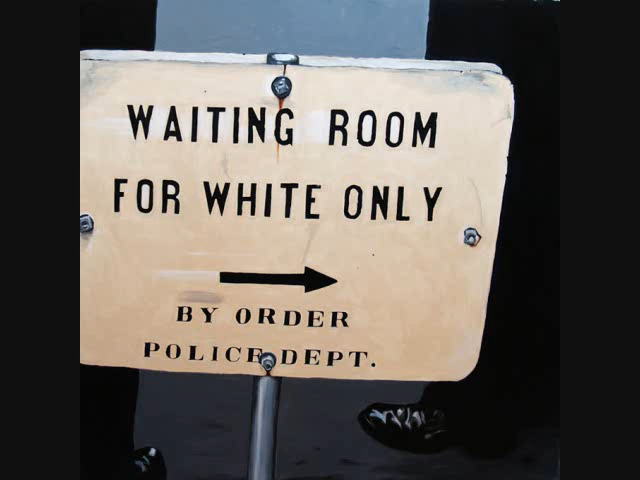 WAITING ROOM
FOR WHITE ONLY
BY ORDER
POLICE DEPT.